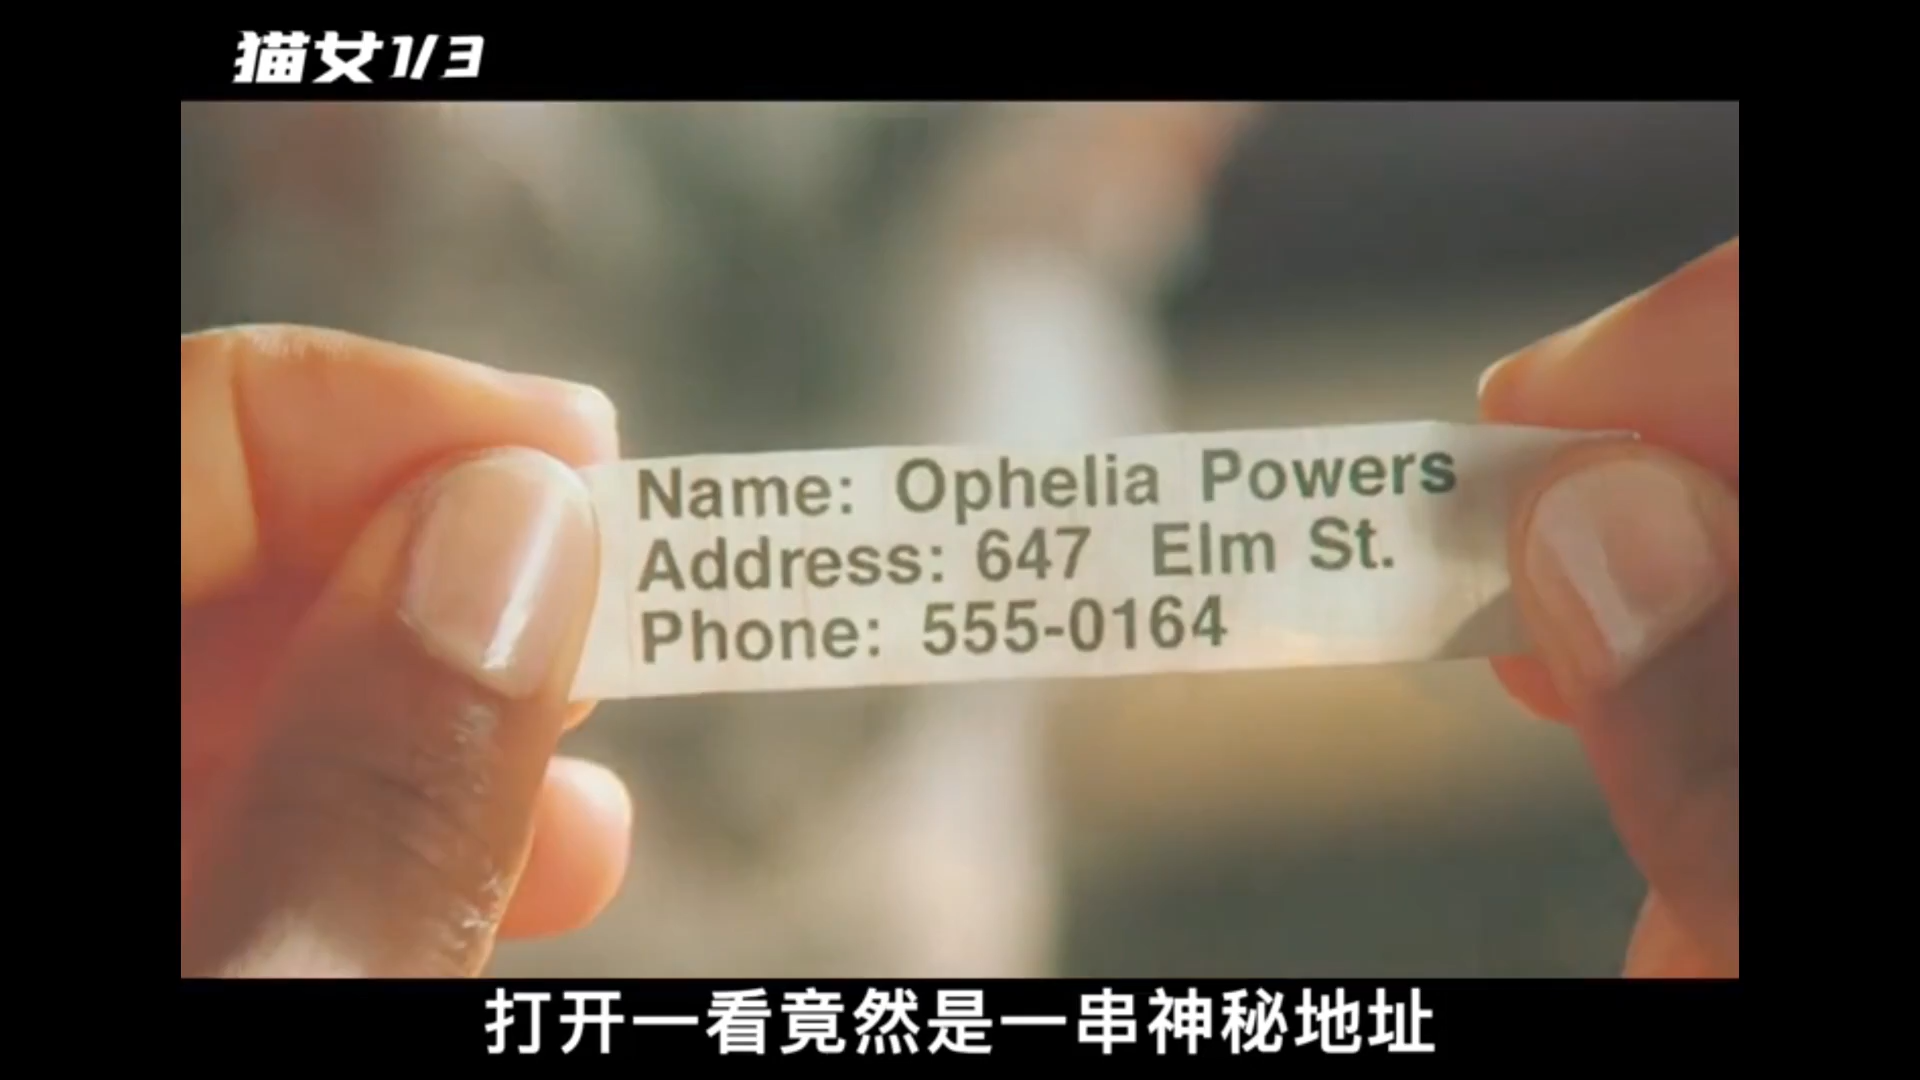 猫女1/3
Name: Ophelia Powers
Address: 647 Elm St.
Phone: 555-0164
打开一看竟然是一串神秘地址